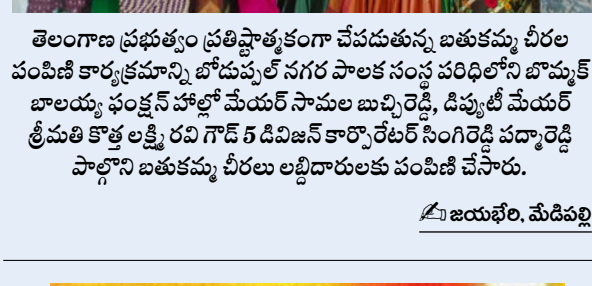 తెలంగాణ ప్రభుత్వం ప్రతిష్టాత్మకంగా చేపడుతున్న బతుకమ్మ చీరల
పంపిణి కార్యక్రమాన్ని బోడుప్పల్ నగర పాలక సంస్థ పరిధిలోని బొమ్మక్
బాలయ్య ఫంక్షన్ హాల్లో మేయర్ సామల బుచ్చిరెడ్డి, డిప్యుటీ మేయర్
శ్రీమతి కొత్త లక్ష్మి రవి గౌడ్ 5 డివిజన్ కార్పొరేటర్ సింగిరెడ్డి పద్మారెడ్డి
పాల్గొని బతుకమ్మ చీరలు లబ్దిదారులకు పంపిణి చేసారు.
✍ జయభేరి, మేడిపల్లి